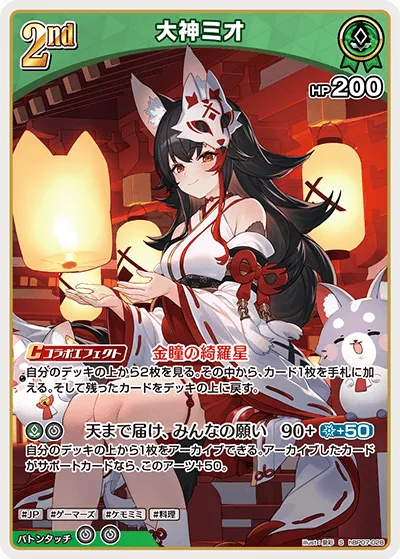 2nd
大神ミオ
HP200
コラボエフェクト 金瞳の綺羅星
自分のデッキの上から2枚を見る。その中から、カード1枚を手札に加
える。そして残ったカードをデッキの上に戻す。
天まで届け、みんなの願い 90+ +50
自分のデッキの上から1枚をアーカイブできる。アーカイブしたカード
がサポートカードなら、このアーツ+50。
#JP #ゲーマーズ #ケモミミ #料理
バトンタッチ
S hBP07-028